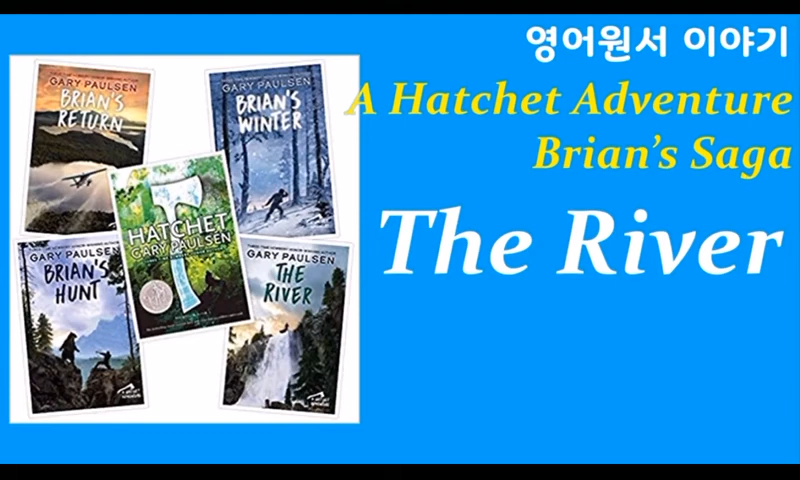 영어원서 이야기
A Hatchet Adventure
Brian's Saga
The River
GARY PAULSEN
BRIAN'S
RETURN
GARY PAULSEN
BRIAN'S
WINTER
HATCHET
GARY PAULSEN
GARY PAULSEN
BRIAN'S
HUNT
GARY PAULSEN
THE
RIVER